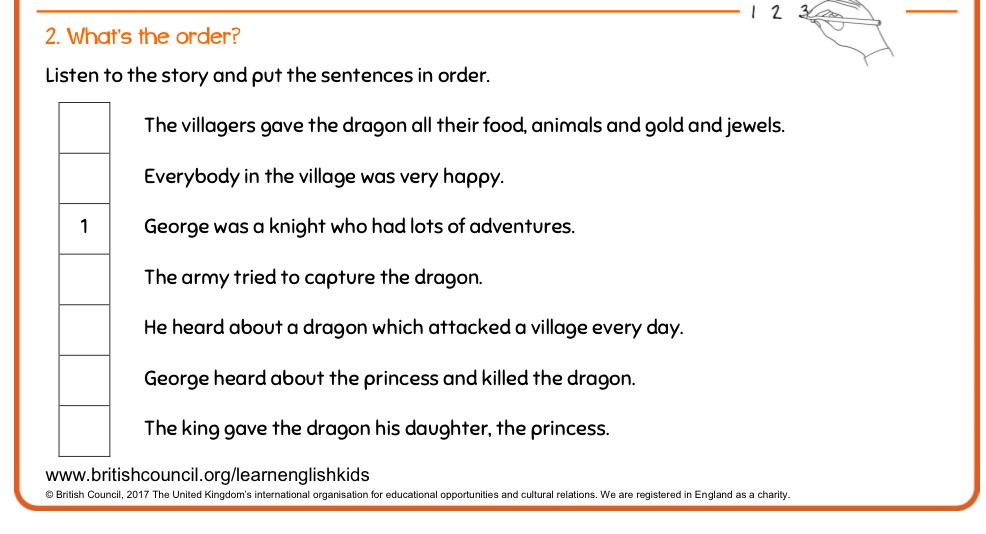 1 2 3
2. What's the order?
Listen to the story and put the sentences in order.
The villagers gave the dragon all their food, animals and gold and jewels.
Everybody in the village was very happy.
1 George was a knight who had lots of adventures.
The army tried to capture the dragon.
He heard about a dragon which attacked a village every day.
George heard about the princess and killed the dragon.
The king gave the dragon his daughter, the princess.
www.britishcouncil.org/learnenglishkids
© British Council, 2017 The United Kingdom's international organisation for educational opportunities and cultural relations. We are registered in England as a charity.